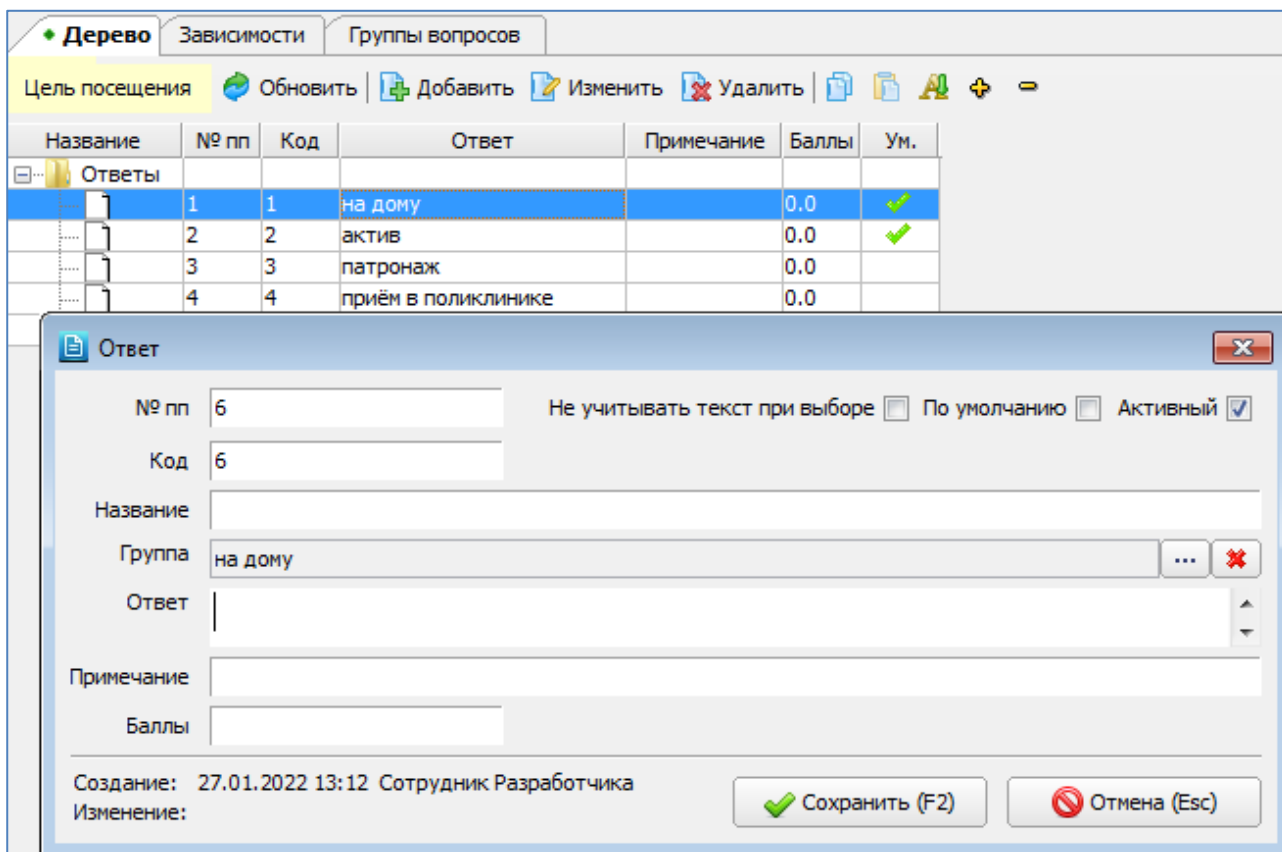 Дерево Зависимости Группы вопросов
Цель посещения Обновить Добавить Изменить Удалить
Название № пп Код Ответ Примечание Баллы Ум.
Ответы
1 1 на дому 0.0
2 2 актив 0.0
3 3 патронаж 0.0
4 4 приём в поликлинике 0.0
Ответ
№ пп 6 Не учитывать текст при выборе По умолчанию Активный
Код 6
Название
Группа на дому ...
Ответ
Примечание
Баллы
Создание: 27.01.2022 13:12 Сотрудник Разработчика
Изменение:
Сохранить (F2) Отмена (Esc)